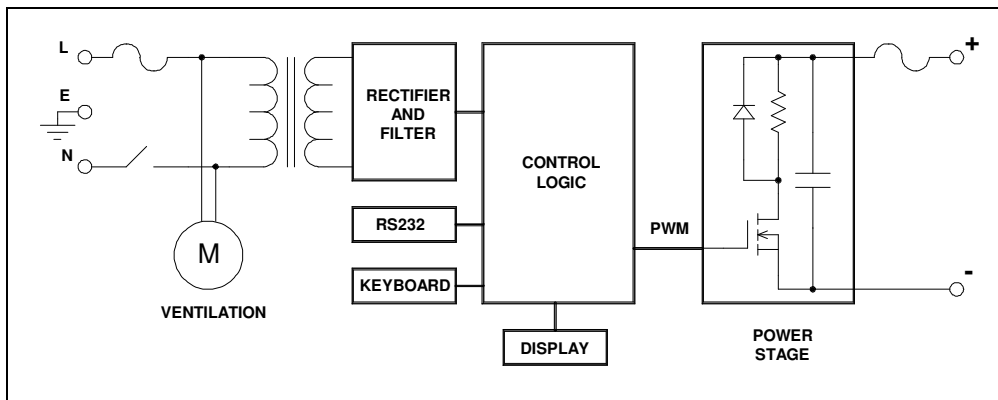 L
E
N
M
VENTILATION
RECTIFIER
AND
FILTER
RS232
KEYBOARD
CONTROL
LOGIC
DISPLAY
PWM
+
-
POWER
STAGE